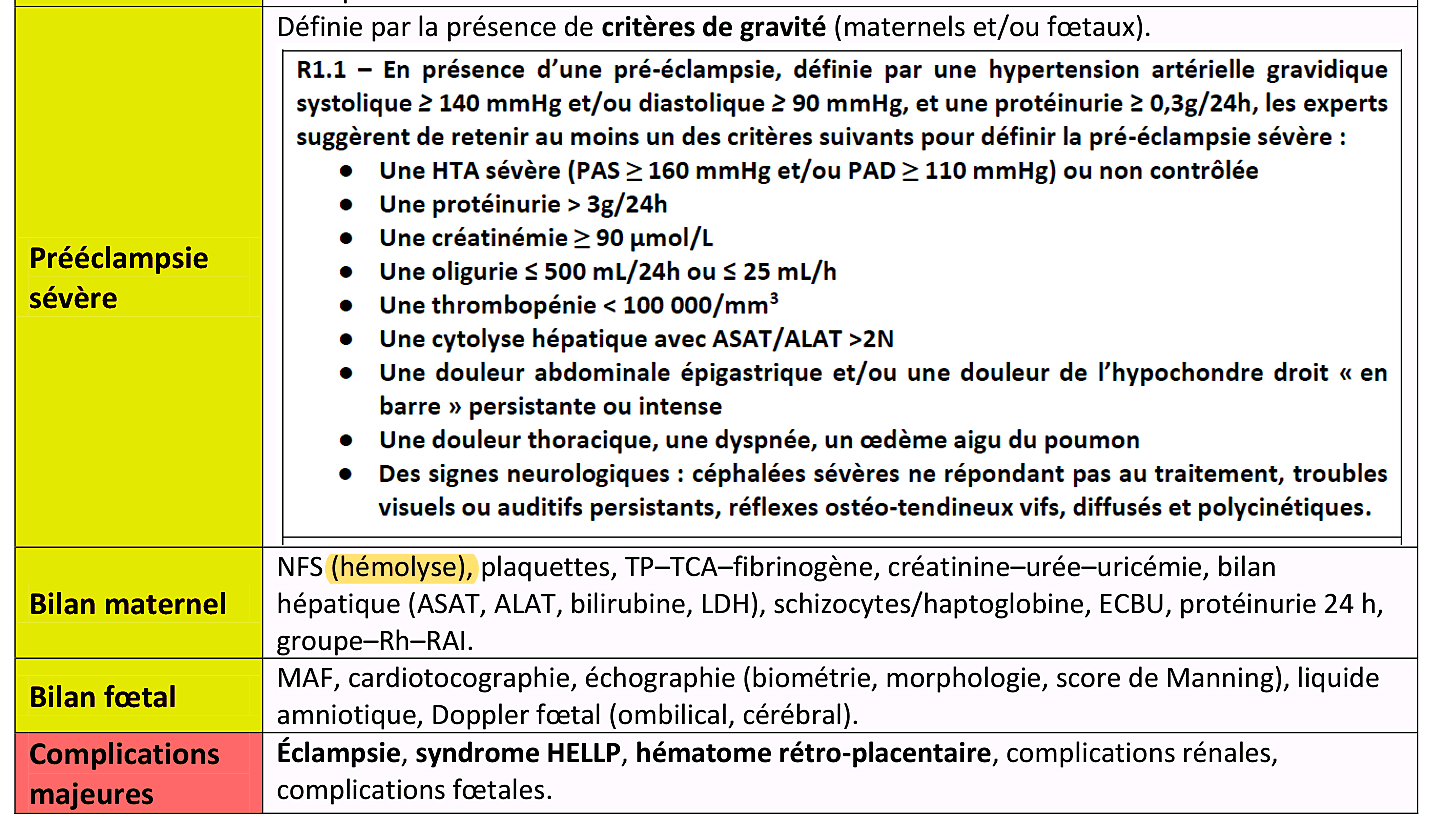 Définie par la présence de critères de gravité (maternels et/ou fœtaux).
R1.1 – En présence d'une pré-éclampsie, définie par une hypertension artérielle gravidique
systolique ≥ 140 mmHg et/ou diastolique ≥ 90 mmHg, et une protéinurie ≥ 0,3g/24h, les experts
suggèrent de retenir au moins un des critères suivants pour définir la pré-éclampsie sévère :
● Une HTA sévère (PAS ≥ 160 mmHg et/ou PAD ≥ 110 mmHg) ou non contrôlée
● Une protéinurie > 3g/24h
● Une créatinémie ≥ 90 µmol/L
● Une oligurie ≤ 500 mL/24h ou ≤ 25 mL/h
● Une thrombopénie < 100 000/mm³
● Une cytolyse hépatique avec ASAT/ALAT >2N
● Une douleur abdominale épigastrique et/ou une douleur de l'hypochondre droit « en
barre » persistante ou intense
● Une douleur thoracique, une dyspnée, un œdème aigu du poumon
● Des signes neurologiques : céphalées sévères ne répondant pas au traitement, troubles
visuels ou auditifs persistants, réflexes ostéo-tendineux vifs, diffusés et polycinétiques.
Prééclampsie
sévère
Bilan maternel
NFS (hémolyse), plaquettes, TP–TCA–fibrinogène, créatinine–urée–uricémie, bilan
hépatique (ASAT, ALAT, bilirubine, LDH), schizocytes/haptoglobine, ECBU, protéinurie 24 h,
groupe–Rh–RAI.
Bilan fœtal
MAF, cardiotocographie, échographie (biométrie, morphologie, score de Manning), liquide
amniotique, Doppler fœtal (ombilical, cérébral).
Complications
majeures
Éclampsie, syndrome HELLP, hématome rétro-placentaire, complications rénales,
complications fœtales.